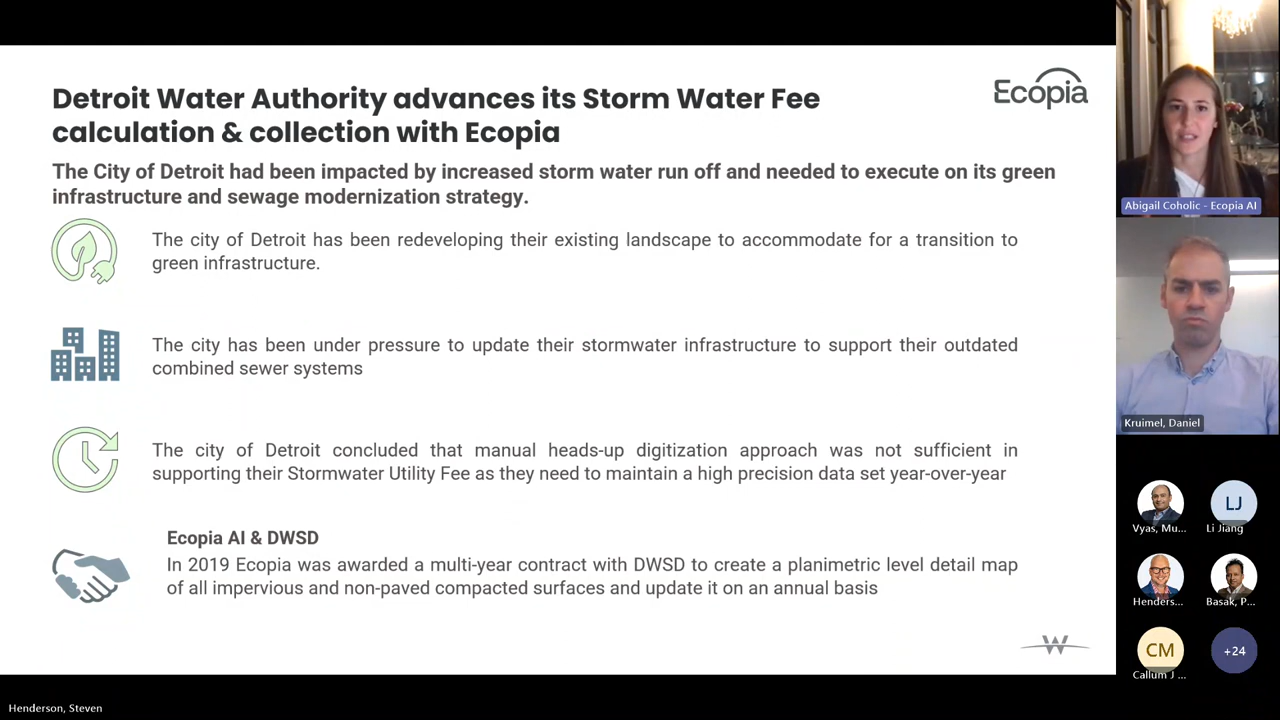 Detroit Water Authority advances its Storm Water Fee
calculation & collection with Ecopia
Ecopia
The City of Detroit had been impacted by increased storm water run off and needed to execute on its green
infrastructure and sewage modernization strategy.
The city of Detroit has been redeveloping their existing landscape to accommodate for a transition to
green infrastructure.
The city has been under pressure to update their stormwater infrastructure to support their outdated
combined sewer systems
The city of Detroit concluded that manual heads-up digitization approach was not sufficient in
supporting their Stormwater Utility Fee as they need to maintain a high precision data set year-over-year
Ecopia AI & DWSD
In 2019 Ecopia was awarded a multi-year contract with DWSD to create a planimetric level detail map
of all impervious and non-paved compacted surfaces and update it on an annual basis
W
Abigail Coholic - Ecopia AI
Kruimel, Daniel
LJ
Vyas, Mu...
Li Jiang
Henders...
Basak, P...
CM
+24
Callum J ...
Henderson, Steven